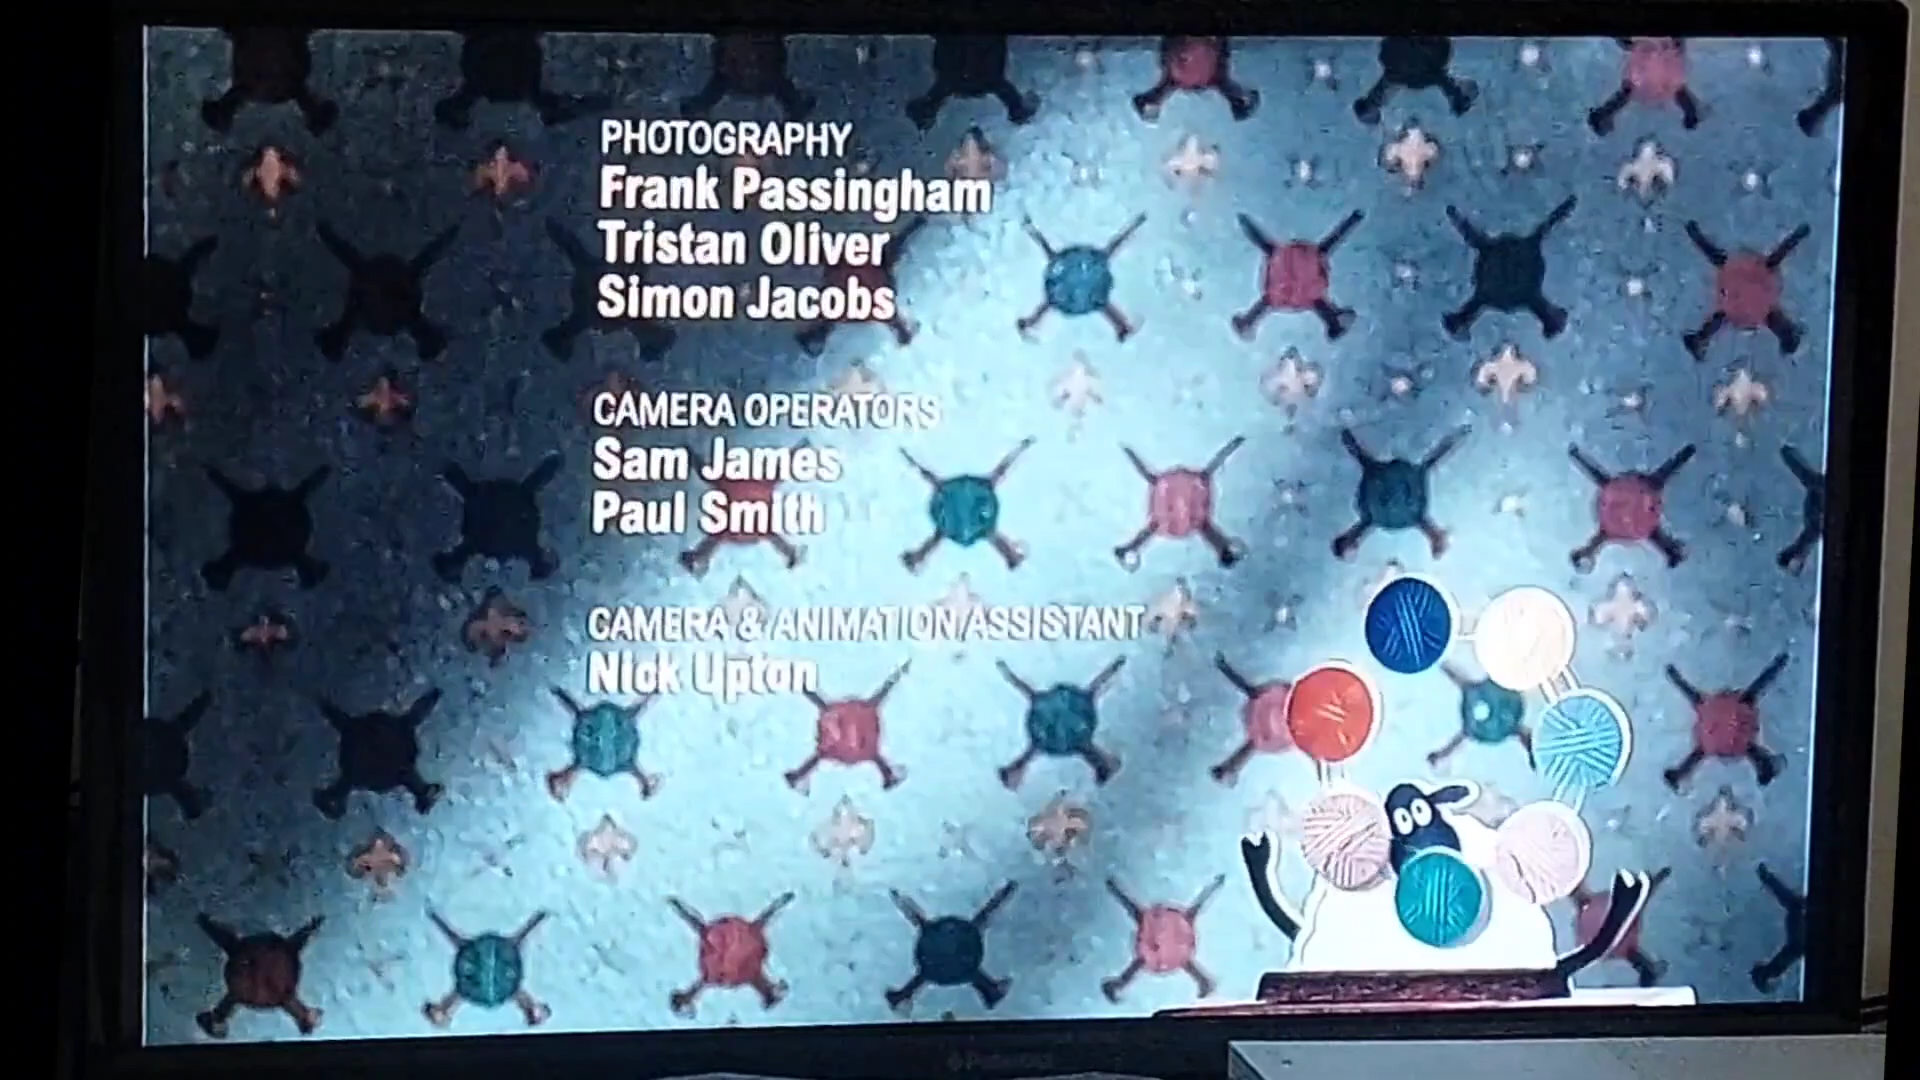 PHOTOGRAPHY
Frank Passingham
Tristan Oliver
Simon Jacobs
CAMERA OPERATORS
Sam James
Paul Smith
CAMERA & ANIMATION ASSISTANT
Nick Upton